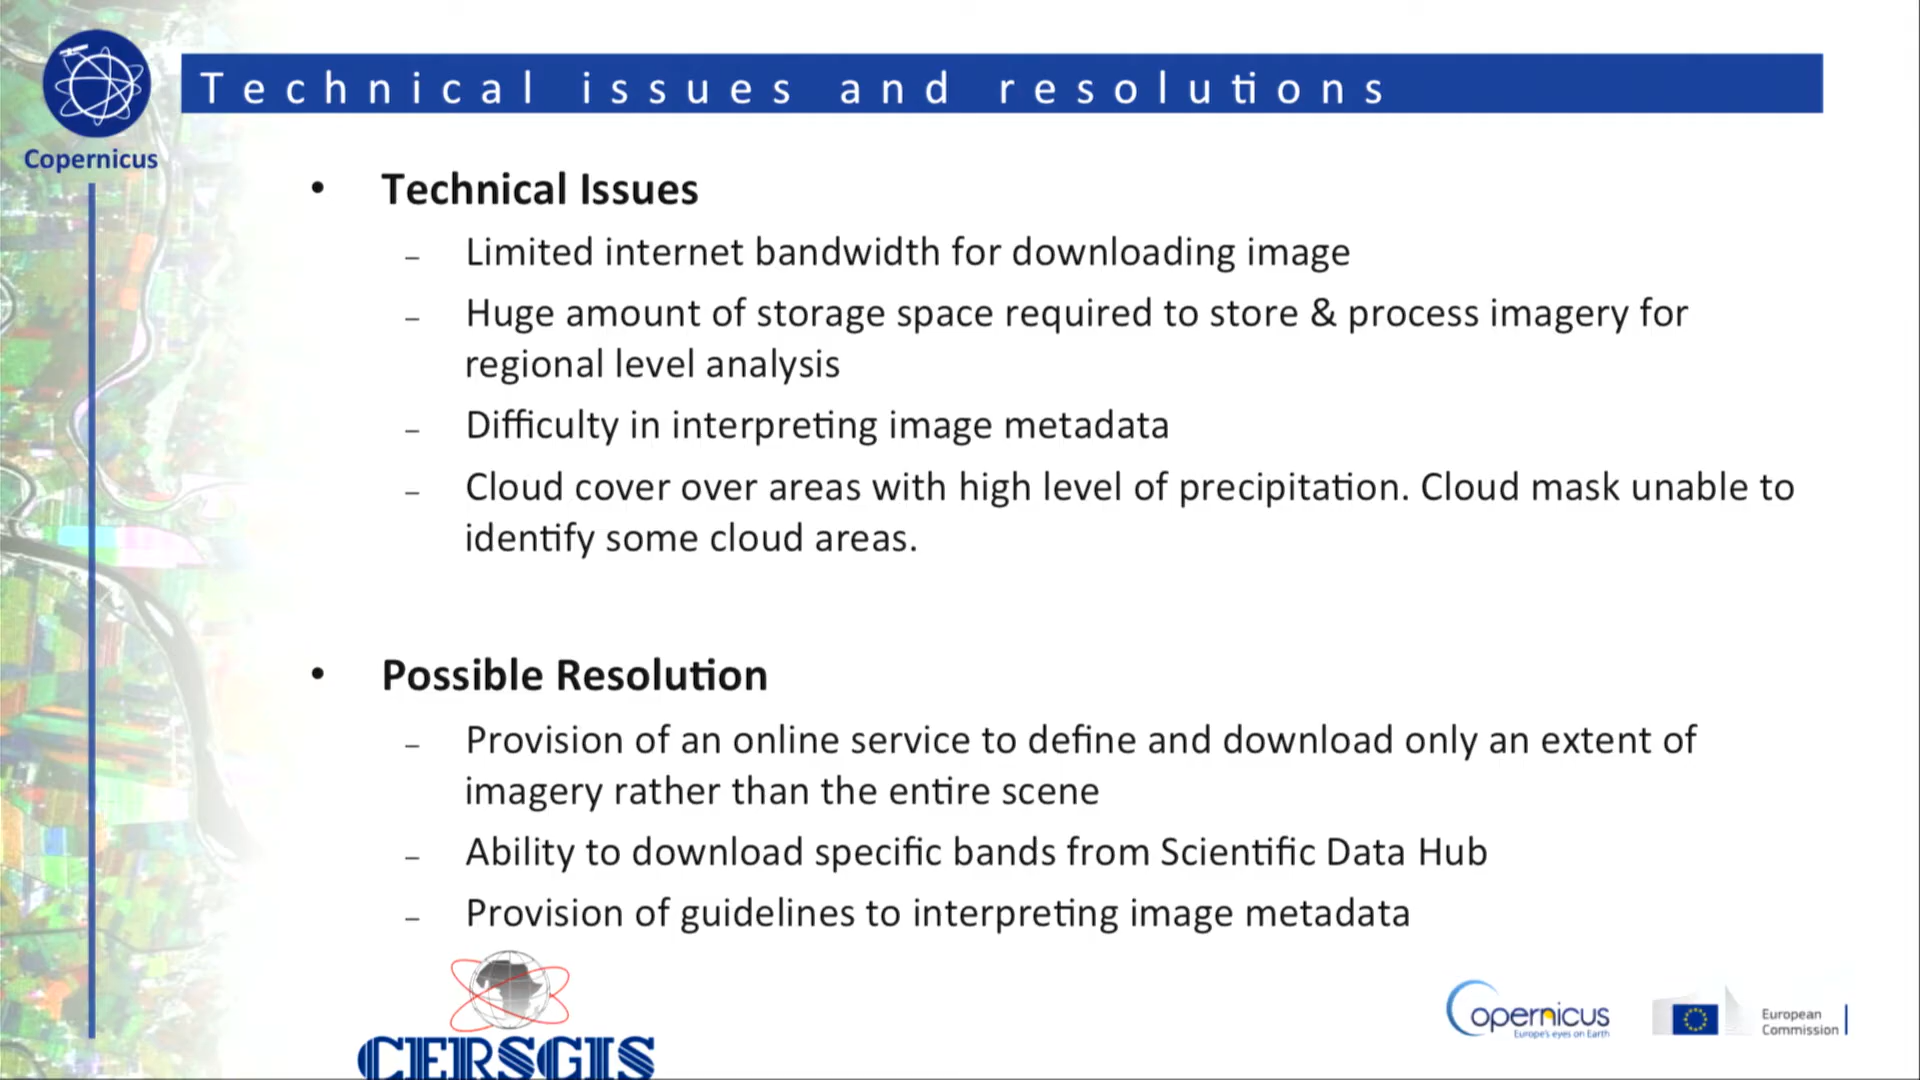 Technical issues and resolutions
Copernicus
• Technical Issues
– Limited internet bandwidth for downloading image
– Huge amount of storage space required to store & process imagery for
regional level analysis
– Difficulty in interpreting image metadata
– Cloud cover over areas with high level of precipitation. Cloud mask unable to
identify some cloud areas.
• Possible Resolution
– Provision of an online service to define and download only an extent of
imagery rather than the entire scene
– Ability to download specific bands from Scientific Data Hub
– Provision of guidelines to interpreting image metadata
CERSGIS
opernicus
Europe's eyes on Earth
European
Commission